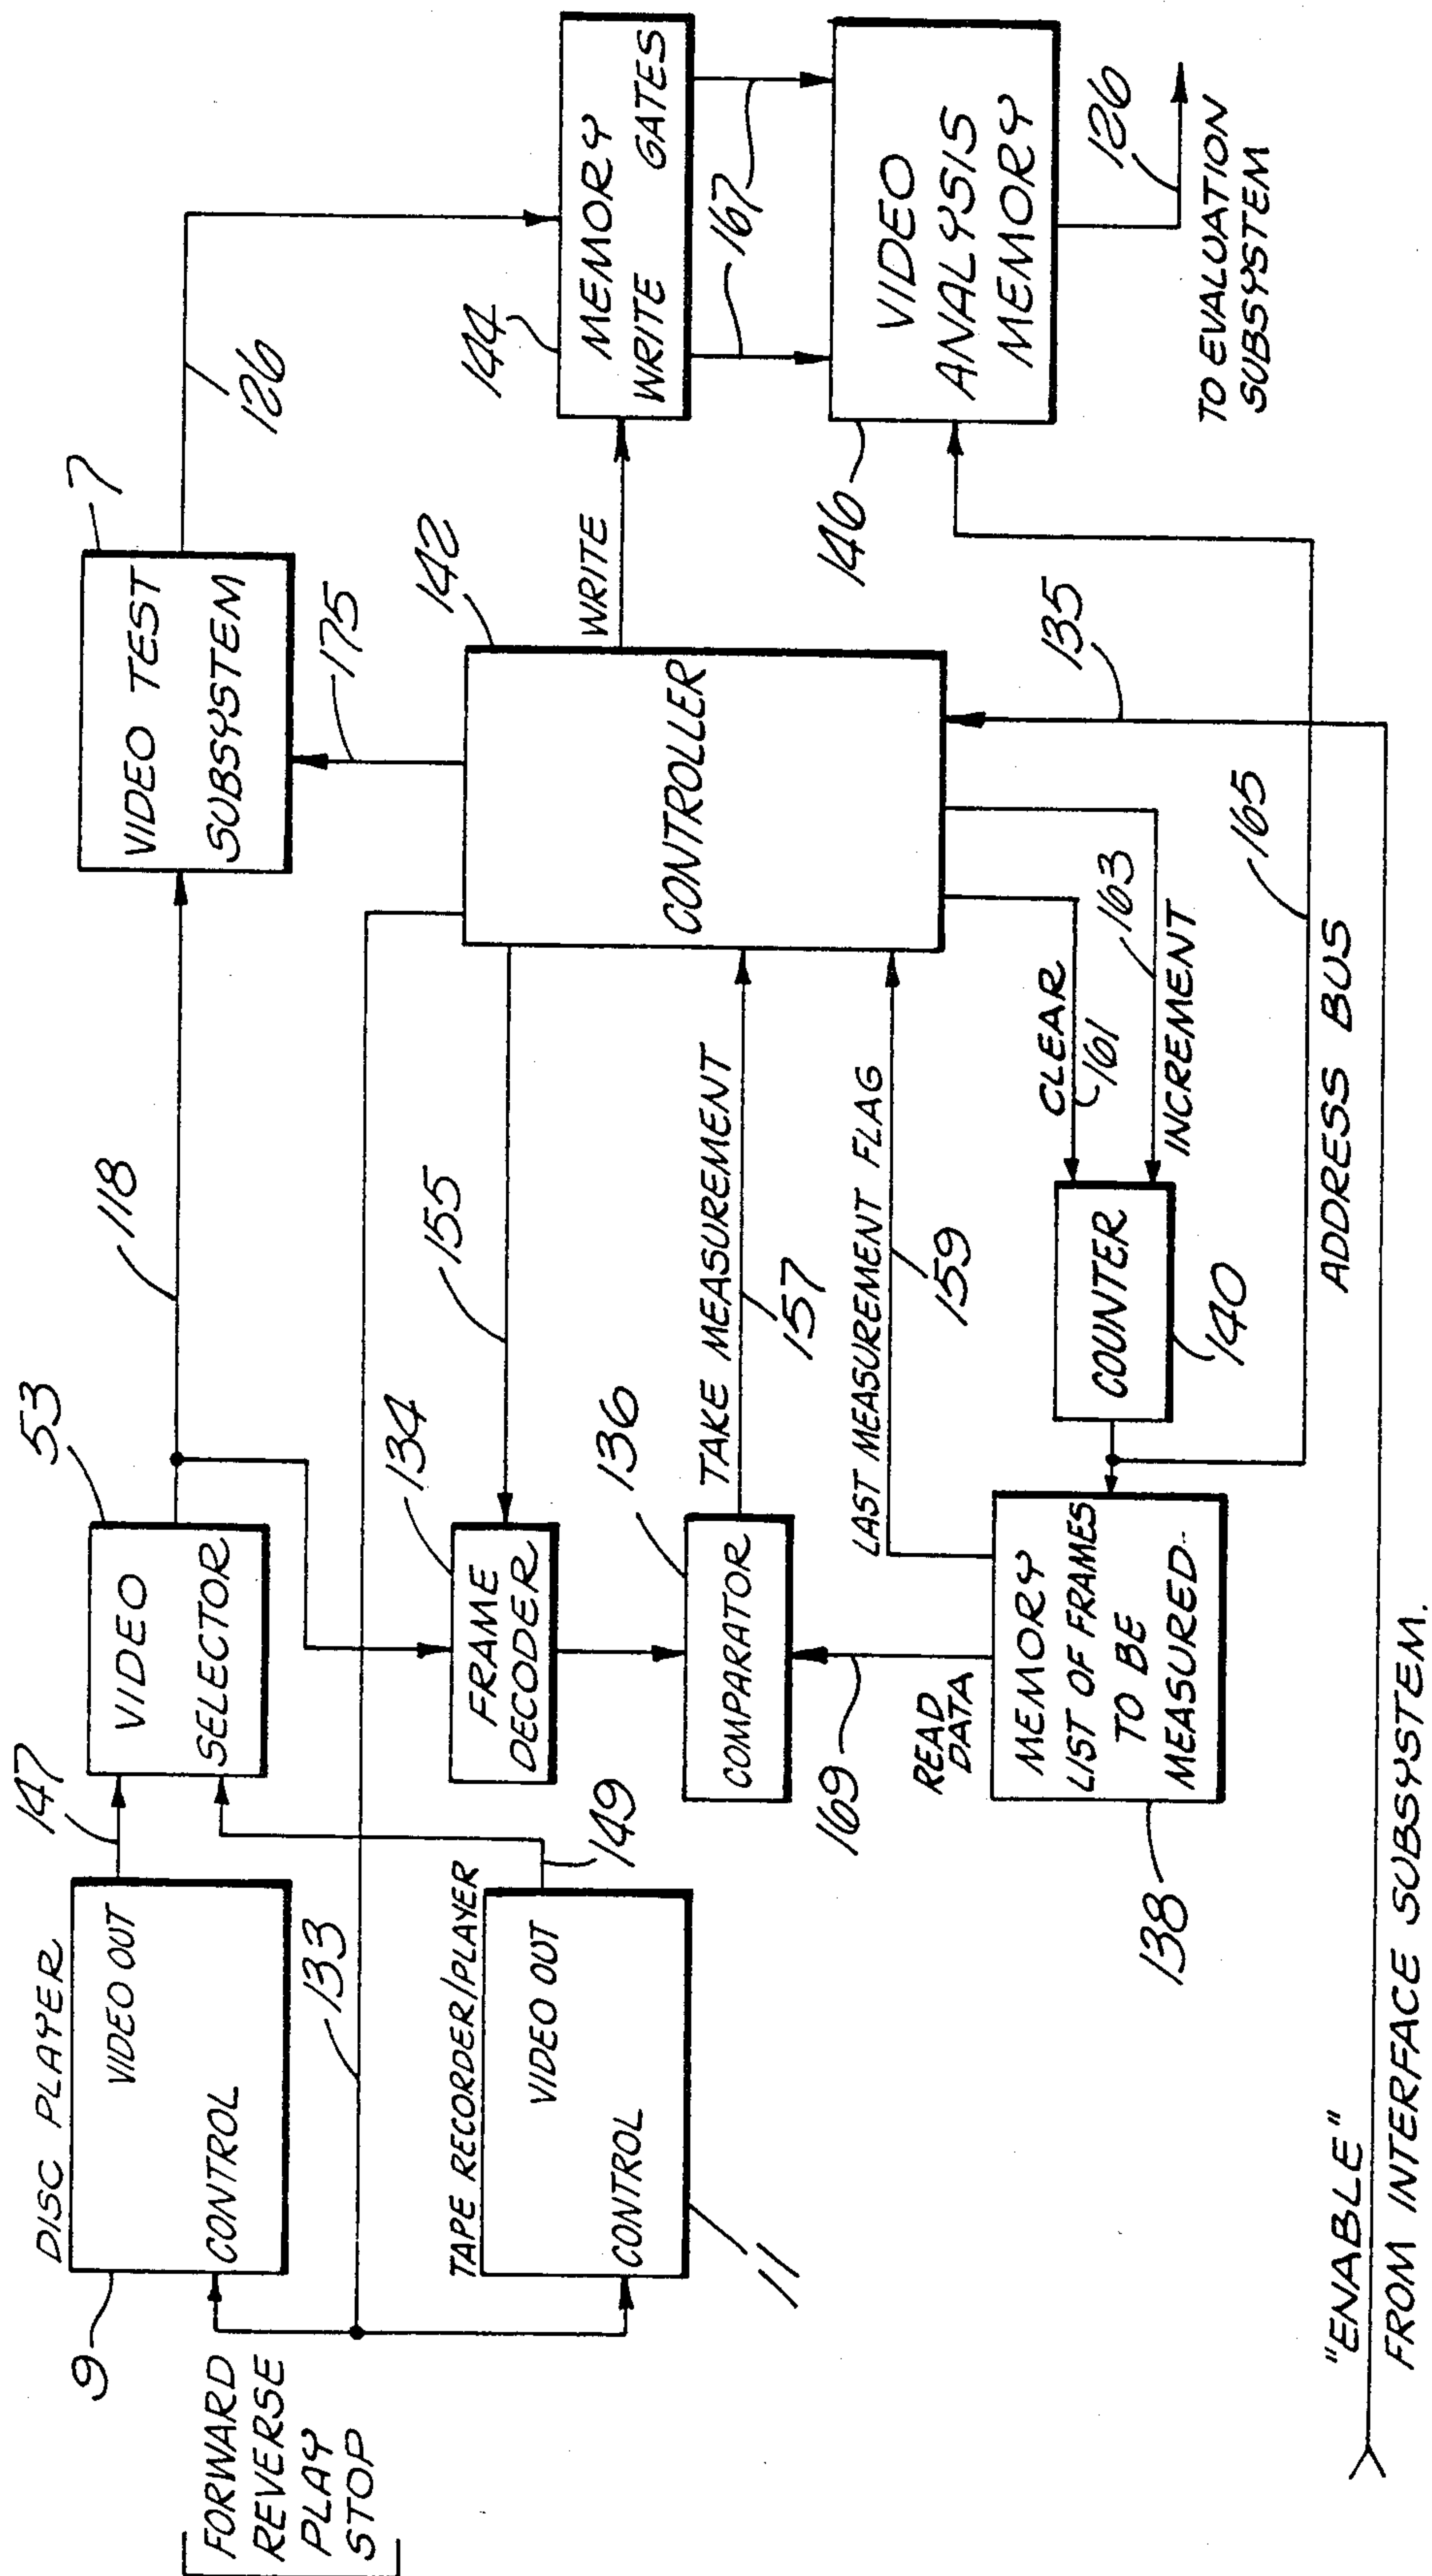 DISC PLAYER
VIDEO OUT
CONTROL
9
147
VIDEO
SELECTOR
53
118
VIDEO TEST
SUBSYSTEM
7
126
175
FORWARD
REVERSE
PLAY
STOP
133
TAPE RECORDER/PLAYER
VIDEO OUT
CONTROL
11
149
FRAME
DECODER
134
155
COMPARATOR
136
TAKE MEASUREMENT
157
CONTROLLER
142
WRITE
MEMORY
WRITE GATES
144
167
VIDEO
ANALYSIS
MEMORY
146
126
TO EVALUATION
SUBSYSTEM
READ
DATA
169
MEMORY
LIST OF FRAMES
TO BE
MEASURED
138
LAST MEASUREMENT FLAG
159
CLEAR
161
163
INCREMENT
COUNTER
140
ADDRESS BUS
165
135
"ENABLE"
FROM INTERFACE SUBSYSTEM.